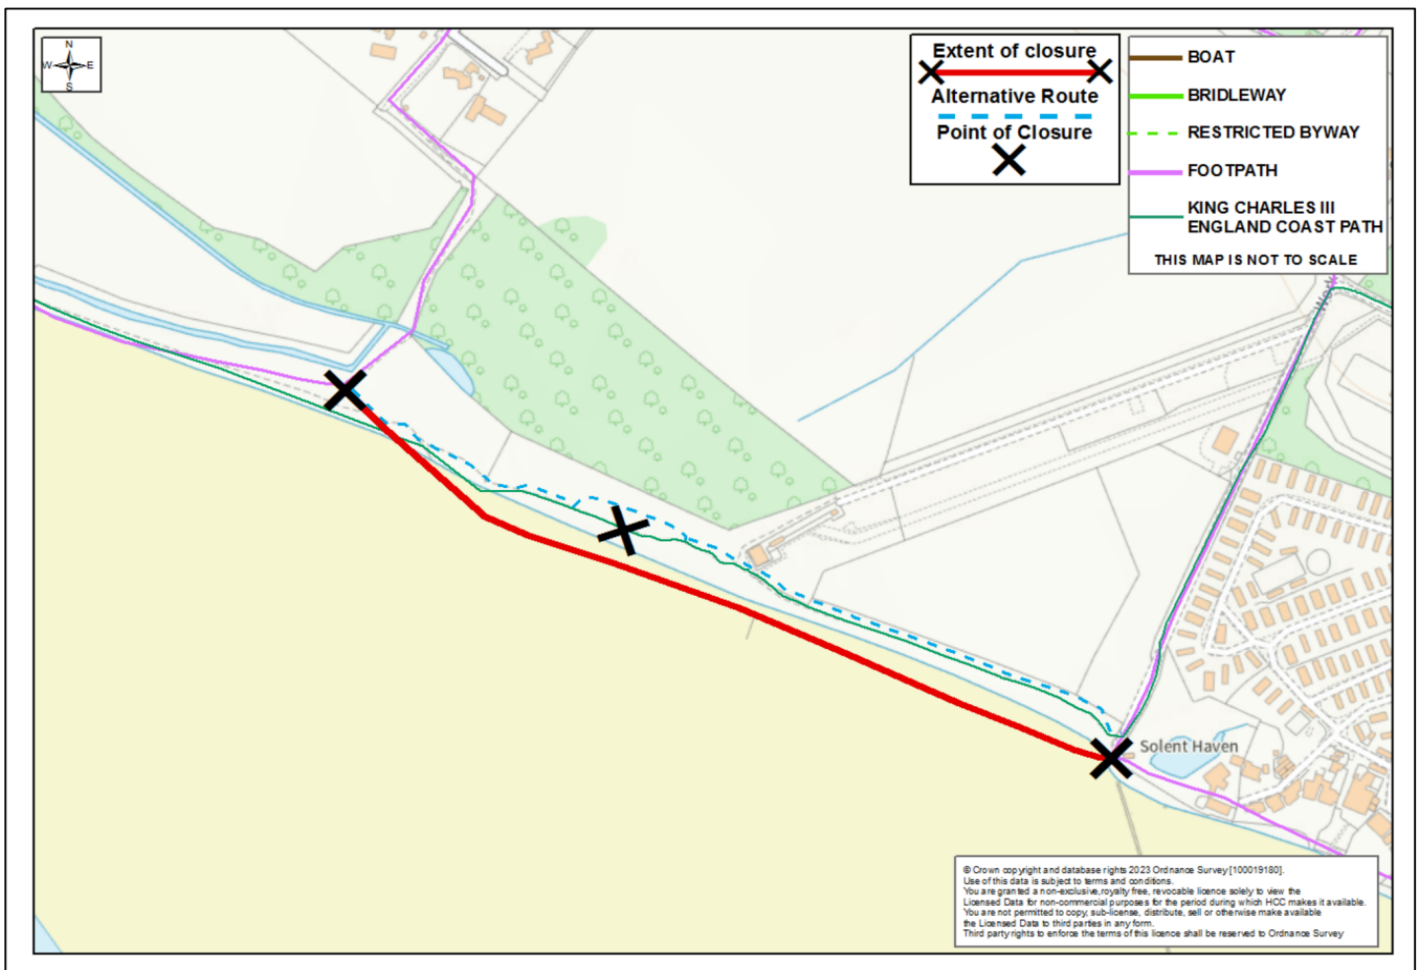 N
W E
S
Extent of closure
Alternative Route
Point of Closure
BOAT
BRIDLEWAY
RESTRICTED BYWAY
FOOTPATH
KING CHARLES III
ENGLAND COAST PATH
THIS MAP IS NOT TO SCALE
Solent Haven
© Crown copyright and database rights 2023 Ordnance Survey [100019180].
Use of this data is subject to terms and conditions.
You are granted a non-exclusive, royalty free, revocable licence solely to view the
Licensed Data for non-commercial purposes for the period during which HCC makes it available.
You are not permitted to copy, sub-license, distribute, sell or otherwise make available
the Licensed Data to third parties in any form.
Third party rights to enforce the terms of this licence shall be reserved to Ordnance Survey